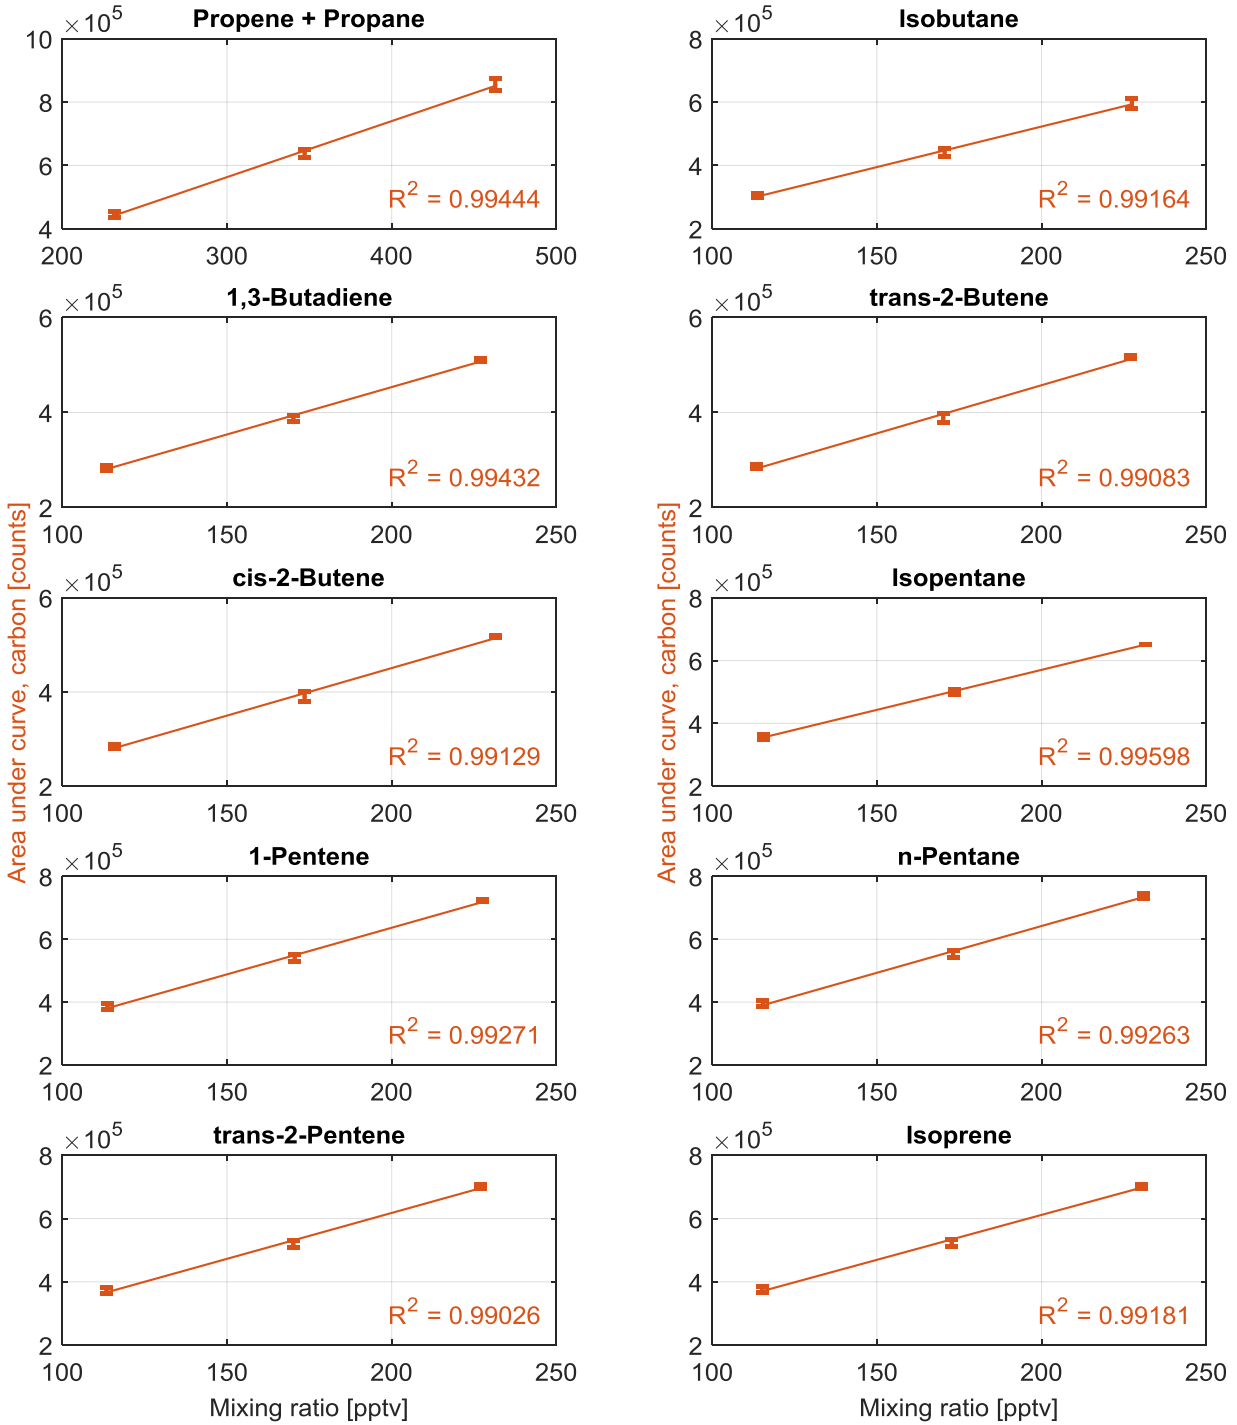 Propene + Propane
×10^5
10
8
6
4
200 300 400 500
R^2 = 0.99444
Isobutane
×10^5
8
6
4
2
100 150 200 250
R^2 = 0.99164
1,3-Butadiene
×10^5
6
4
2
100 150 200 250
R^2 = 0.99432
trans-2-Butene
×10^5
6
4
2
100 150 200 250
R^2 = 0.99083
cis-2-Butene
×10^5
6
4
2
100 150 200 250
R^2 = 0.99129
Isopentane
×10^5
8
6
4
2
100 150 200 250
R^2 = 0.99598
1-Pentene
×10^5
8
6
4
2
100 150 200 250
R^2 = 0.99271
n-Pentane
×10^5
8
6
4
2
100 150 200 250
R^2 = 0.99263
trans-2-Pentene
×10^5
8
6
4
2
100 150 200 250
R^2 = 0.99026
Isoprene
×10^5
8
6
4
2
100 150 200 250
R^2 = 0.99181
Area under curve, carbon [counts]
Area under curve, carbon [counts]
Mixing ratio [pptv]
Mixing ratio [pptv]